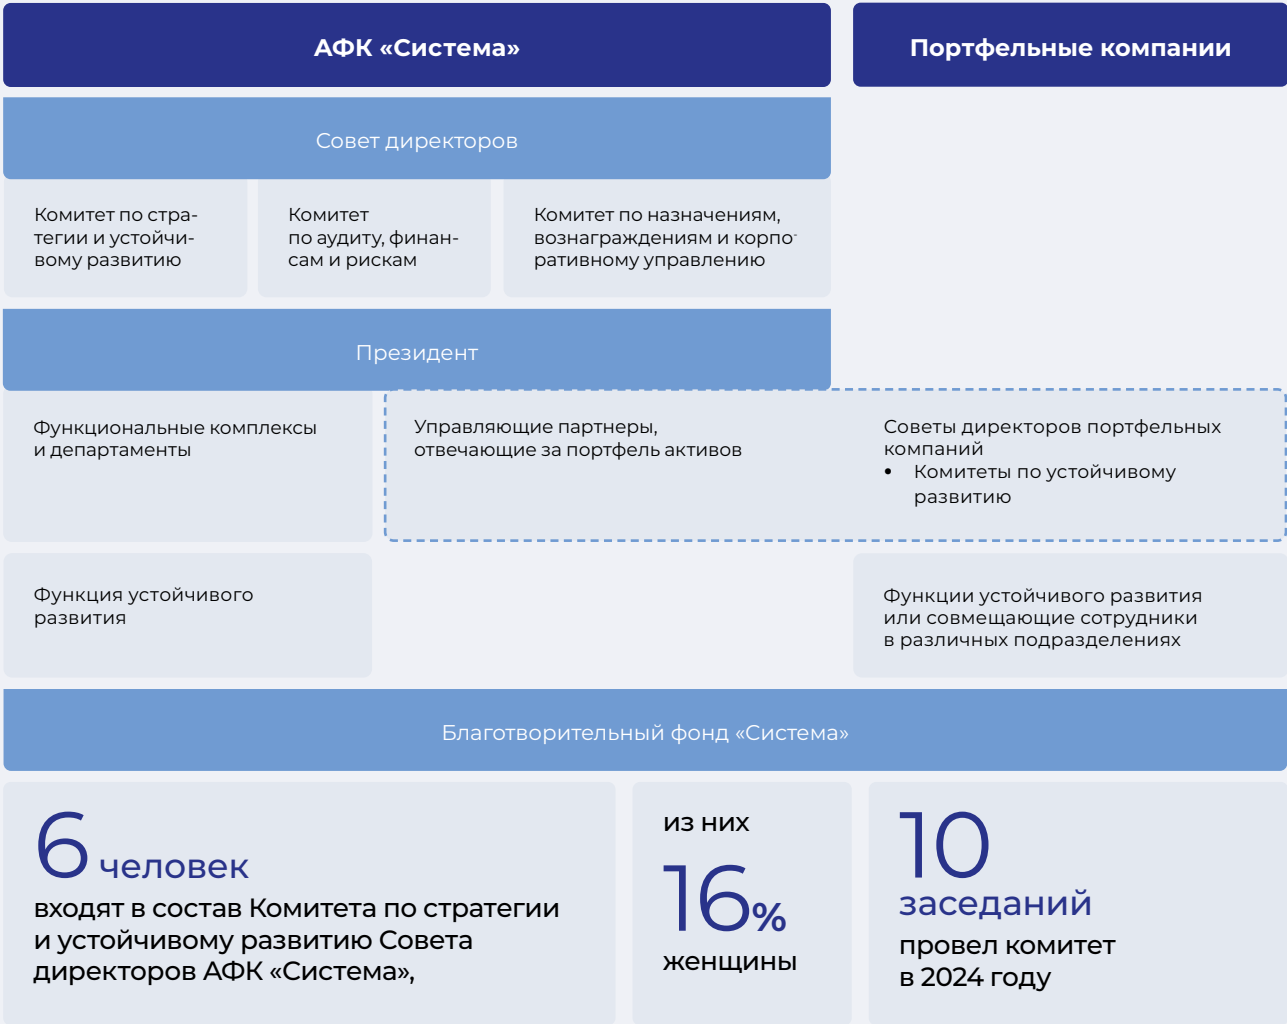 АФК «Система»
Портфельные компании
Совет директоров
Комитет по стра-
тегии и устойчи-
вому развитию
Комитет
по аудиту, финан-
сам и рискам
Комитет по назначениям,
вознаграждениям и корпо-
ративному управлению
Президент
Функциональные комплексы
и департаменты
Управляющие партнеры,
отвечающие за портфель активов
Советы директоров портфельных
компаний
• Комитеты по устойчивому
развитию
Функция устойчивого
развития
Функции устойчивого развития
или совмещающие сотрудники
в различных подразделениях
Благотворительный фонд «Система»
6 человек
входят в состав Комитета по стратегии
и устойчивому развитию Совета
директоров АФК «Система»,
из них
16%
женщины
10
заседаний
провел комитет
в 2024 году